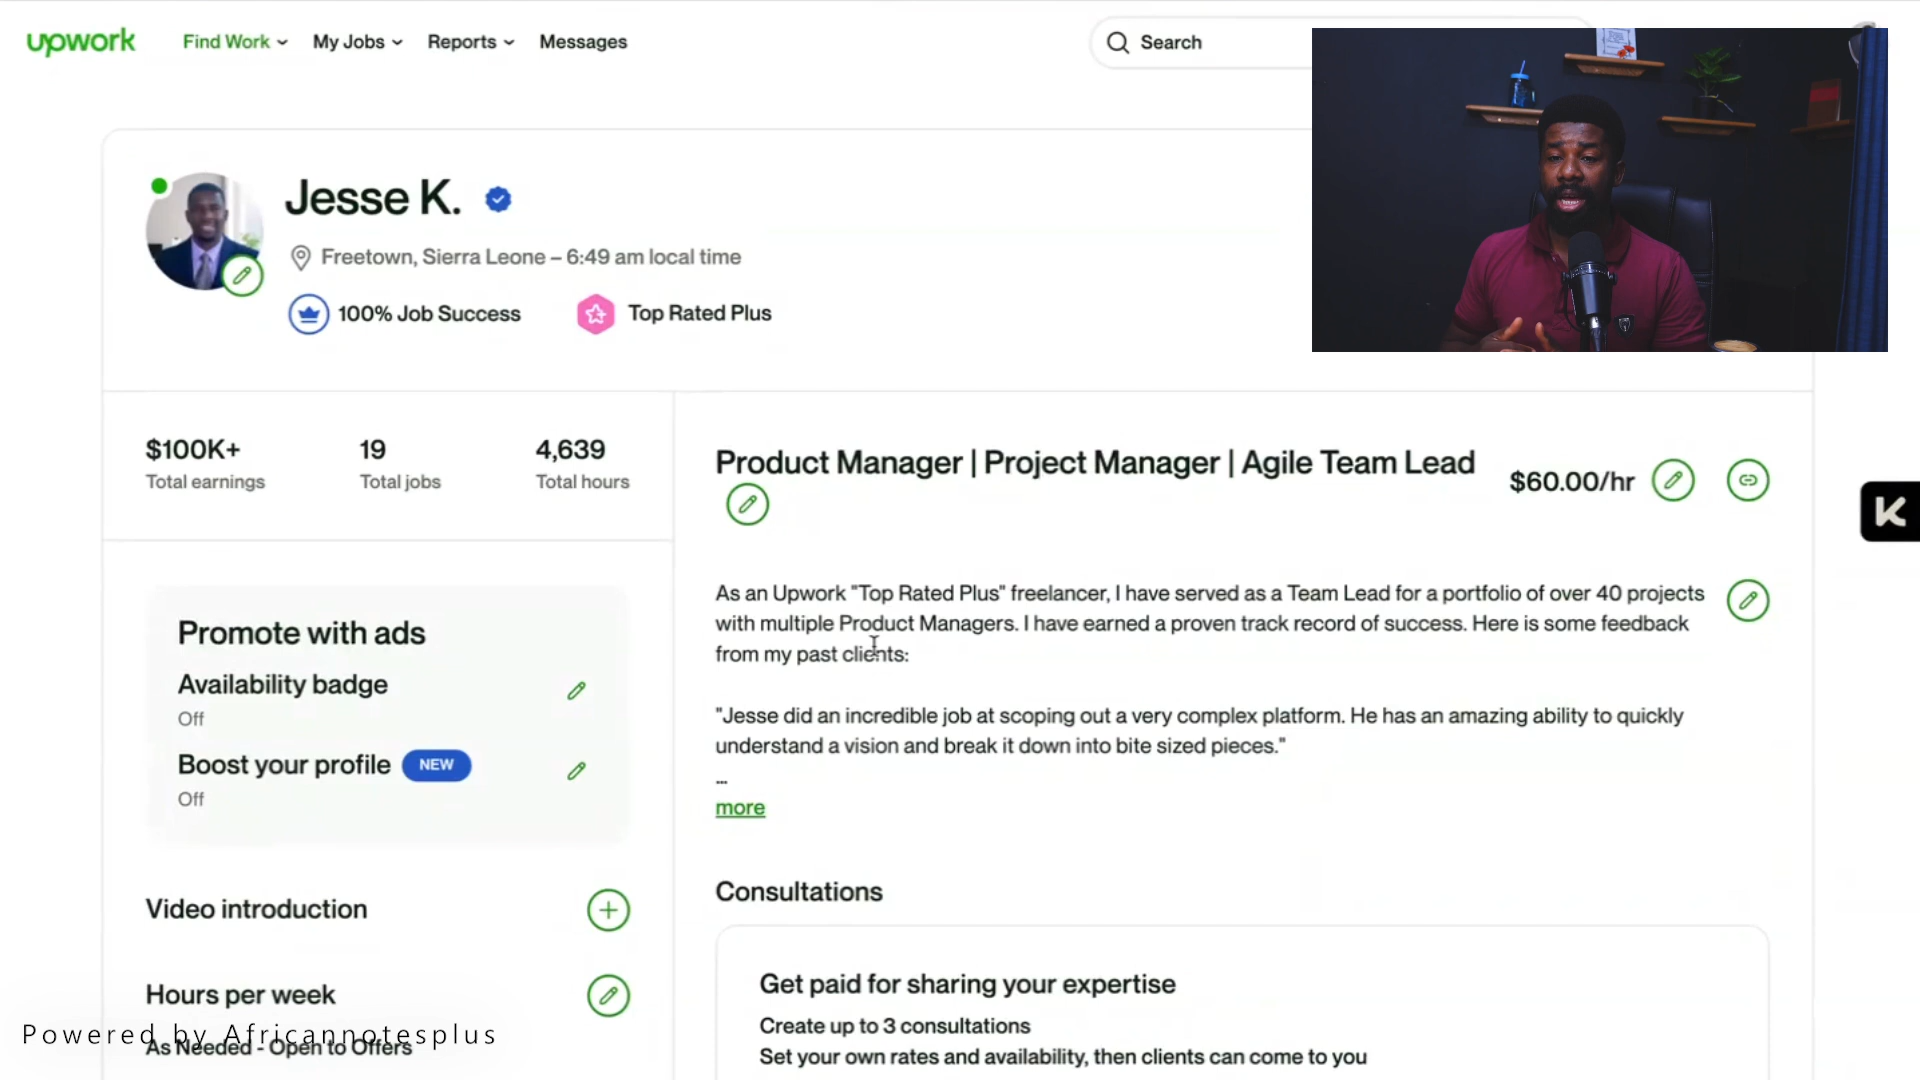 upwork
Find Work
My Jobs
Reports
Messages
Search
Jesse K.
Freetown, Sierra Leone – 6:49 am local time
100% Job Success
Top Rated Plus
$100K+
Total earnings
19
Total jobs
4,639
Total hours
Product Manager | Project Manager | Agile Team Lead
$60.00/hr
As an Upwork "Top Rated Plus" freelancer, I have served as a Team Lead for a portfolio of over 40 projects
with multiple Product Managers. I have earned a proven track record of success. Here is some feedback
from my past clients:
"Jesse did an incredible job at scoping out a very complex platform. He has an amazing ability to quickly
understand a vision and break it down into bite sized pieces."
...
more
Promote with ads
Availability badge
Off
Boost your profile
NEW
Off
Video introduction
Hours per week
As Needed - Open to Offers
Consultations
Get paid for sharing your expertise
Create up to 3 consultations
Set your own rates and availability, then clients can come to you
K
Powered by Africannotesplus